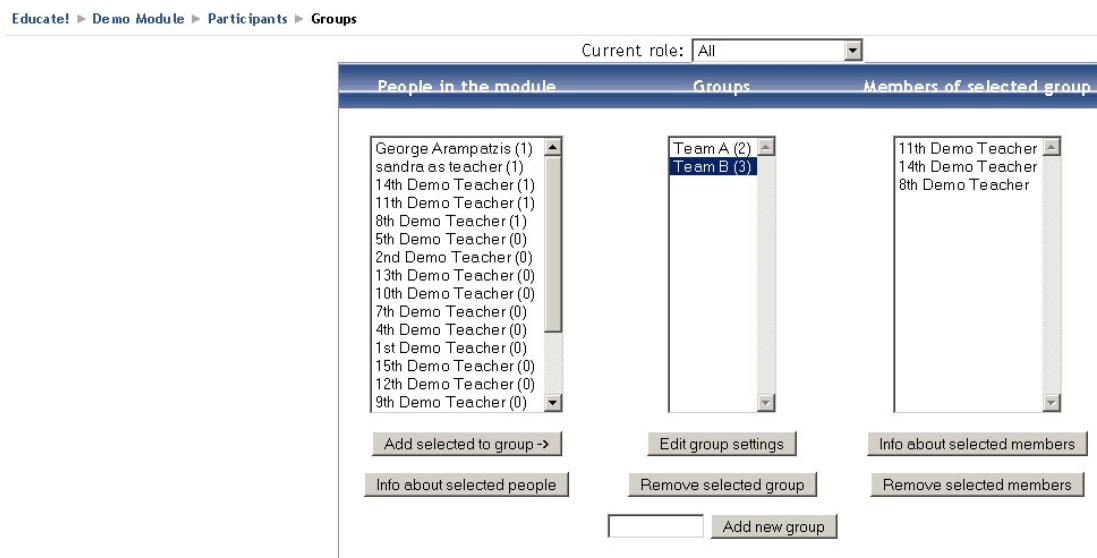 Educate! ► Demo Module ► Participants ► Groups
Current role: All
People in the module
George Arampatzis (1)
sandra as teacher (1)
14th Demo Teacher (1)
11th Demo Teacher (1)
8th Demo Teacher (1)
5th Demo Teacher (0)
2nd Demo Teacher (0)
13th Demo Teacher (0)
10th Demo Teacher (0)
7th Demo Teacher (0)
4th Demo Teacher (0)
1st Demo Teacher (0)
15th Demo Teacher (0)
12th Demo Teacher (0)
9th Demo Teacher (0)
Add selected to group ->
Info about selected people
Groups
Team A (2)
Team B (3)
Edit group settings
Remove selected group
Add new group
Members of selected group
11th Demo Teacher
14th Demo Teacher
8th Demo Teacher
Info about selected members
Remove selected members